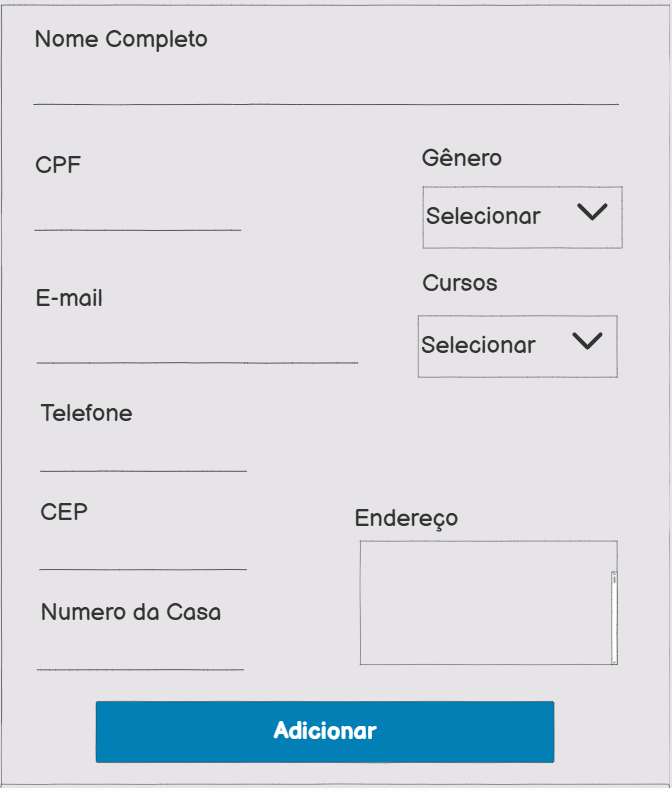 Nome Completo
CPF
Gênero
Selecionar
E-mail
Cursos
Selecionar
Telefone
CEP
Endereço
Numero da Casa
Adicionar